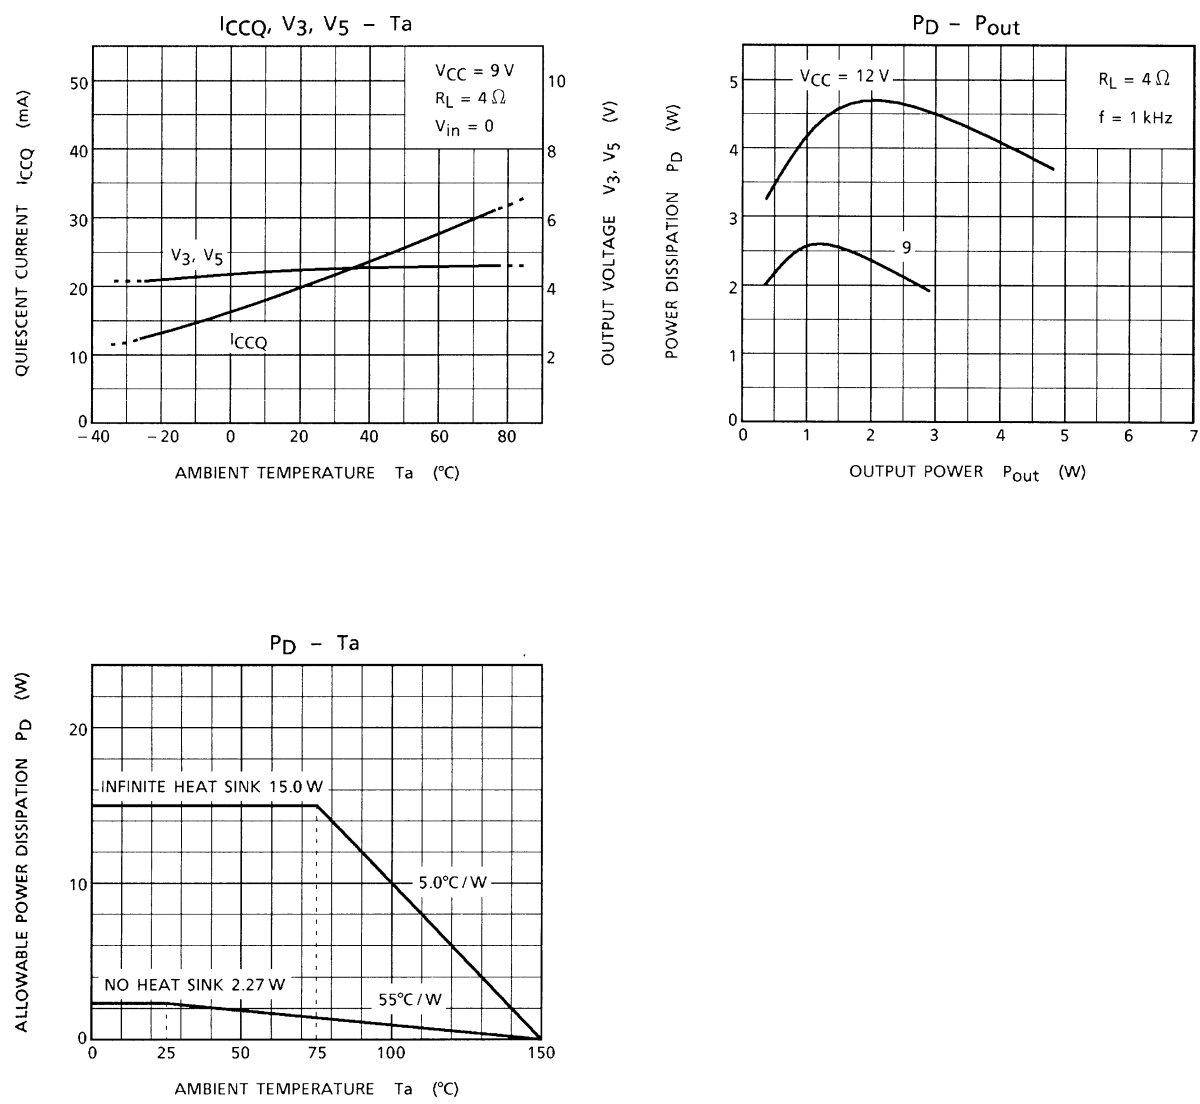 ICCQ, V3, V5 – Ta
QUIESCENT CURRENT ICCQ (mA)
50
40
30
20
10
0
VCC = 9 V
RL = 4 Ω
Vin = 0
V3, V5
ICCQ
10
8
6
4
2
OUTPUT VOLTAGE V3, V5 (V)
−40 −20 0 20 40 60 80
AMBIENT TEMPERATURE Ta (°C)
PD – Pout
POWER DISSIPATION PD (W)
5
4
3
2
1
0
VCC = 12 V
9
RL = 4 Ω
f = 1 kHz
0 1 2 3 4 5 6 7
OUTPUT POWER Pout (W)
PD – Ta
ALLOWABLE POWER DISSIPATION PD (W)
20
10
0
INFINITE HEAT SINK 15.0 W
5.0°C / W
NO HEAT SINK 2.27 W
55°C / W
0 25 50 75 100 150
AMBIENT TEMPERATURE Ta (°C)